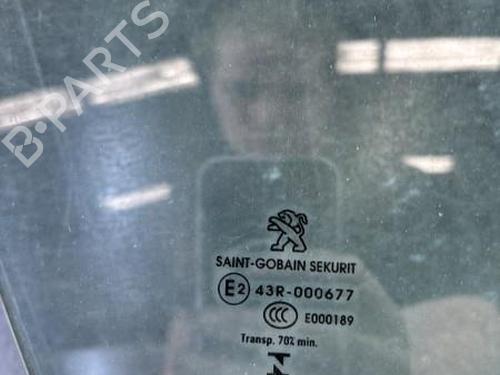 B-PARTS
SAINT-GOBAIN SEKURIT
E2 43R-000677
CCC E000189
Transp. 70% min.